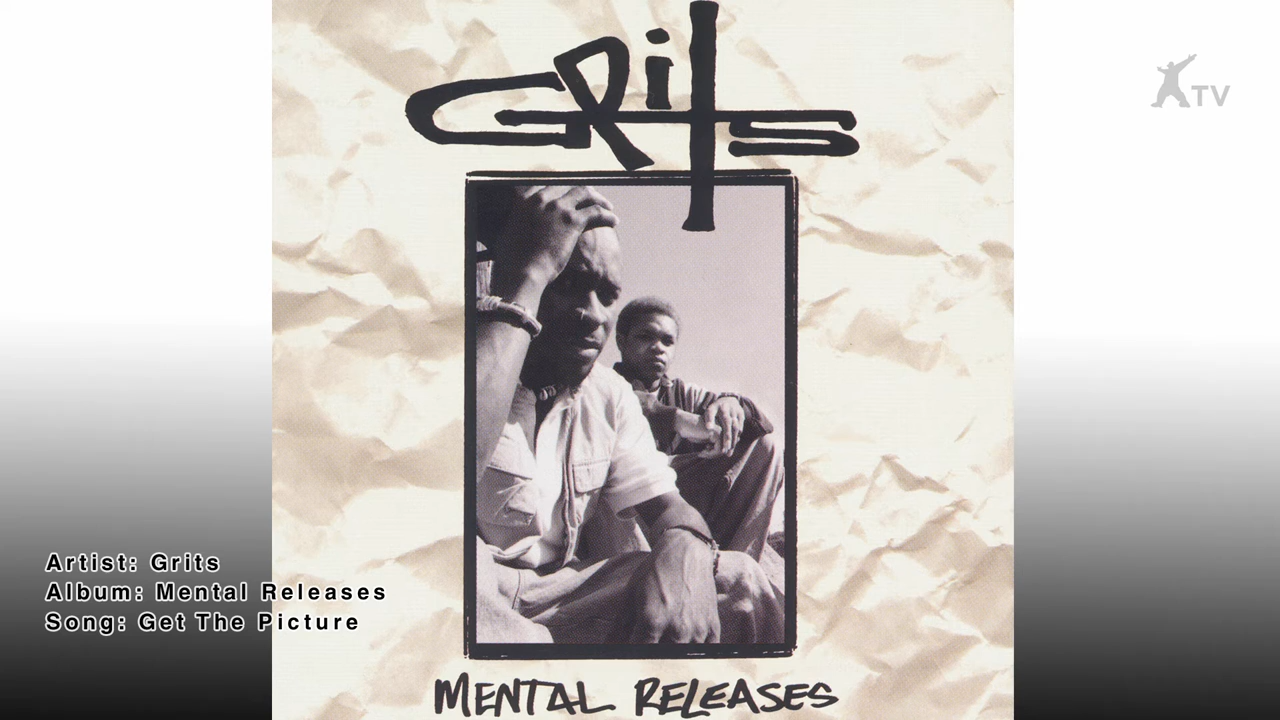 GRitS
TV
Artist: Grits
Album: Mental Releases
Song: Get The Picture
MENTAL RELEASES